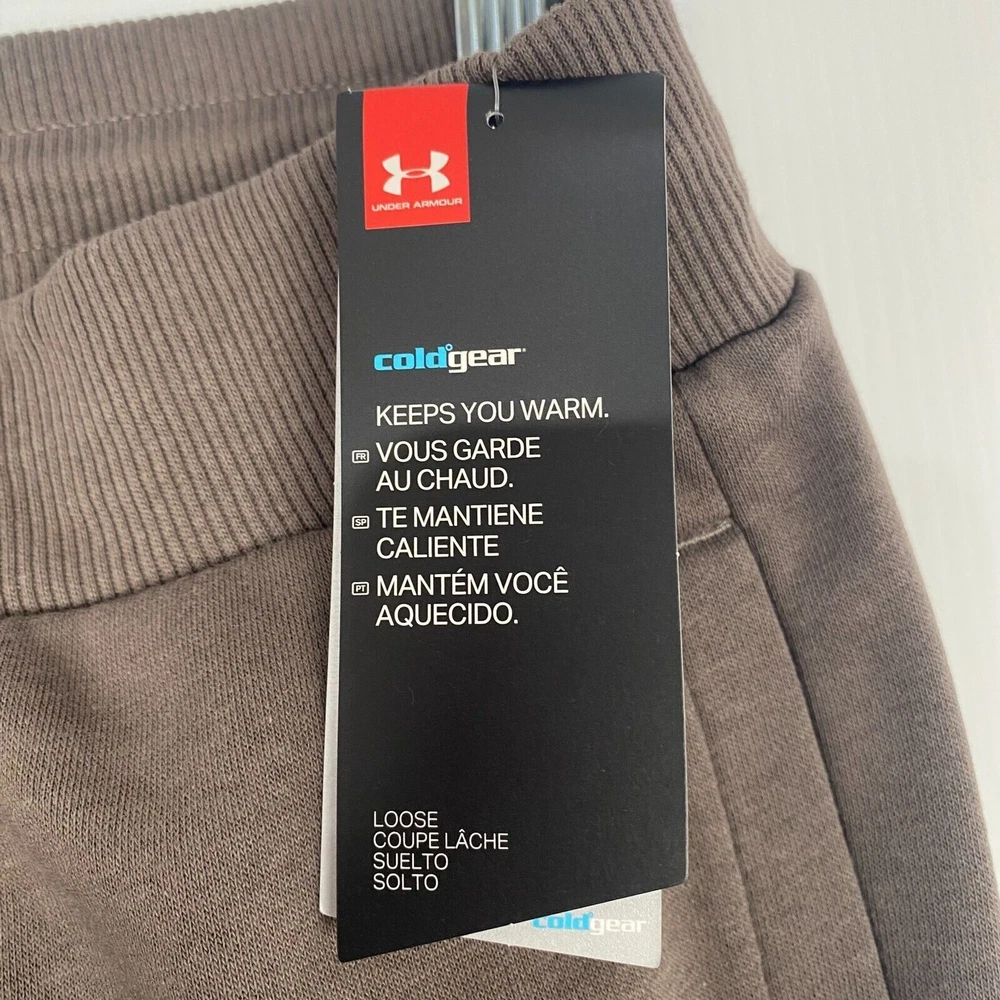 UNDER ARMOUR
coldgear
KEEPS YOU WARM.
FR VOUS GARDE
AU CHAUD.
SP TE MANTIENE
CALIENTE
PT MANTÉM VOCÊ
AQUECIDO.
LOOSE
COUPE LÂCHE
SUELTO
SOLTO
coldgear